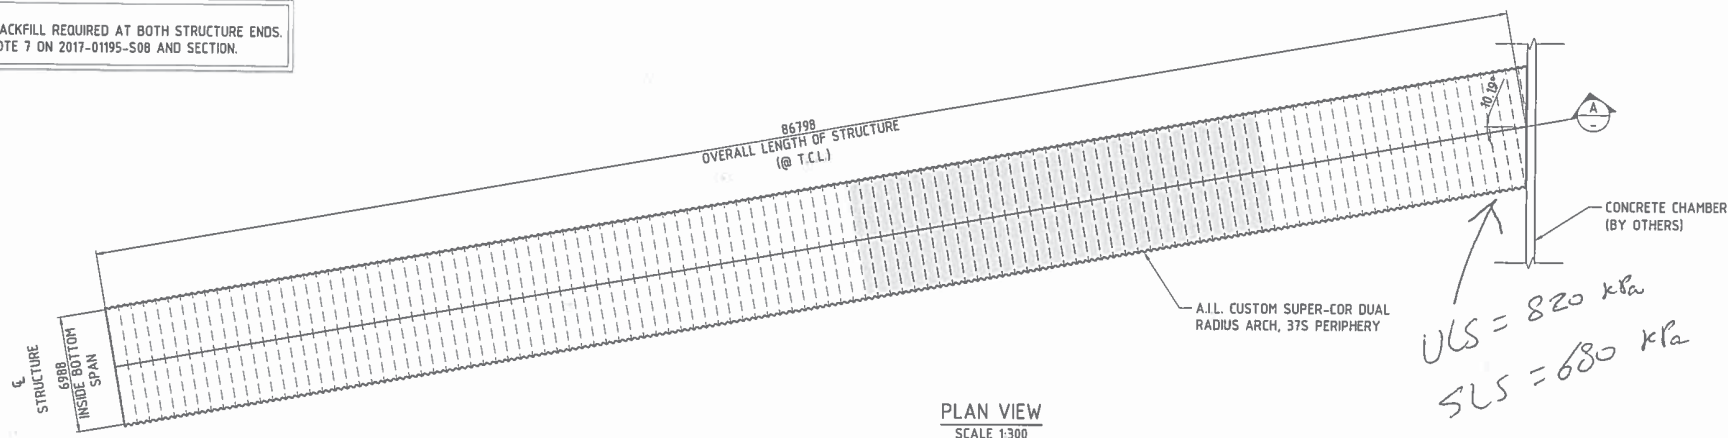 ACKFILL REQUIRED AT BOTH STRUCTURE ENDS.
OTE 7 ON 2017-01195-S08 AND SECTION.
86798
OVERALL LENGTH OF STRUCTURE
(@ T.C.L.)
10.19°
A
-
CONCRETE CHAMBER
(BY OTHERS)
A.I.L. CUSTOM SUPER-COR DUAL
RADIUS ARCH, 37S PERIPHERY
℄
STRUCTURE
6988
INSIDE BOTTOM
SPAN
ULS = 820 kPa
SLS = 680 kPa
PLAN VIEW
SCALE 1:300